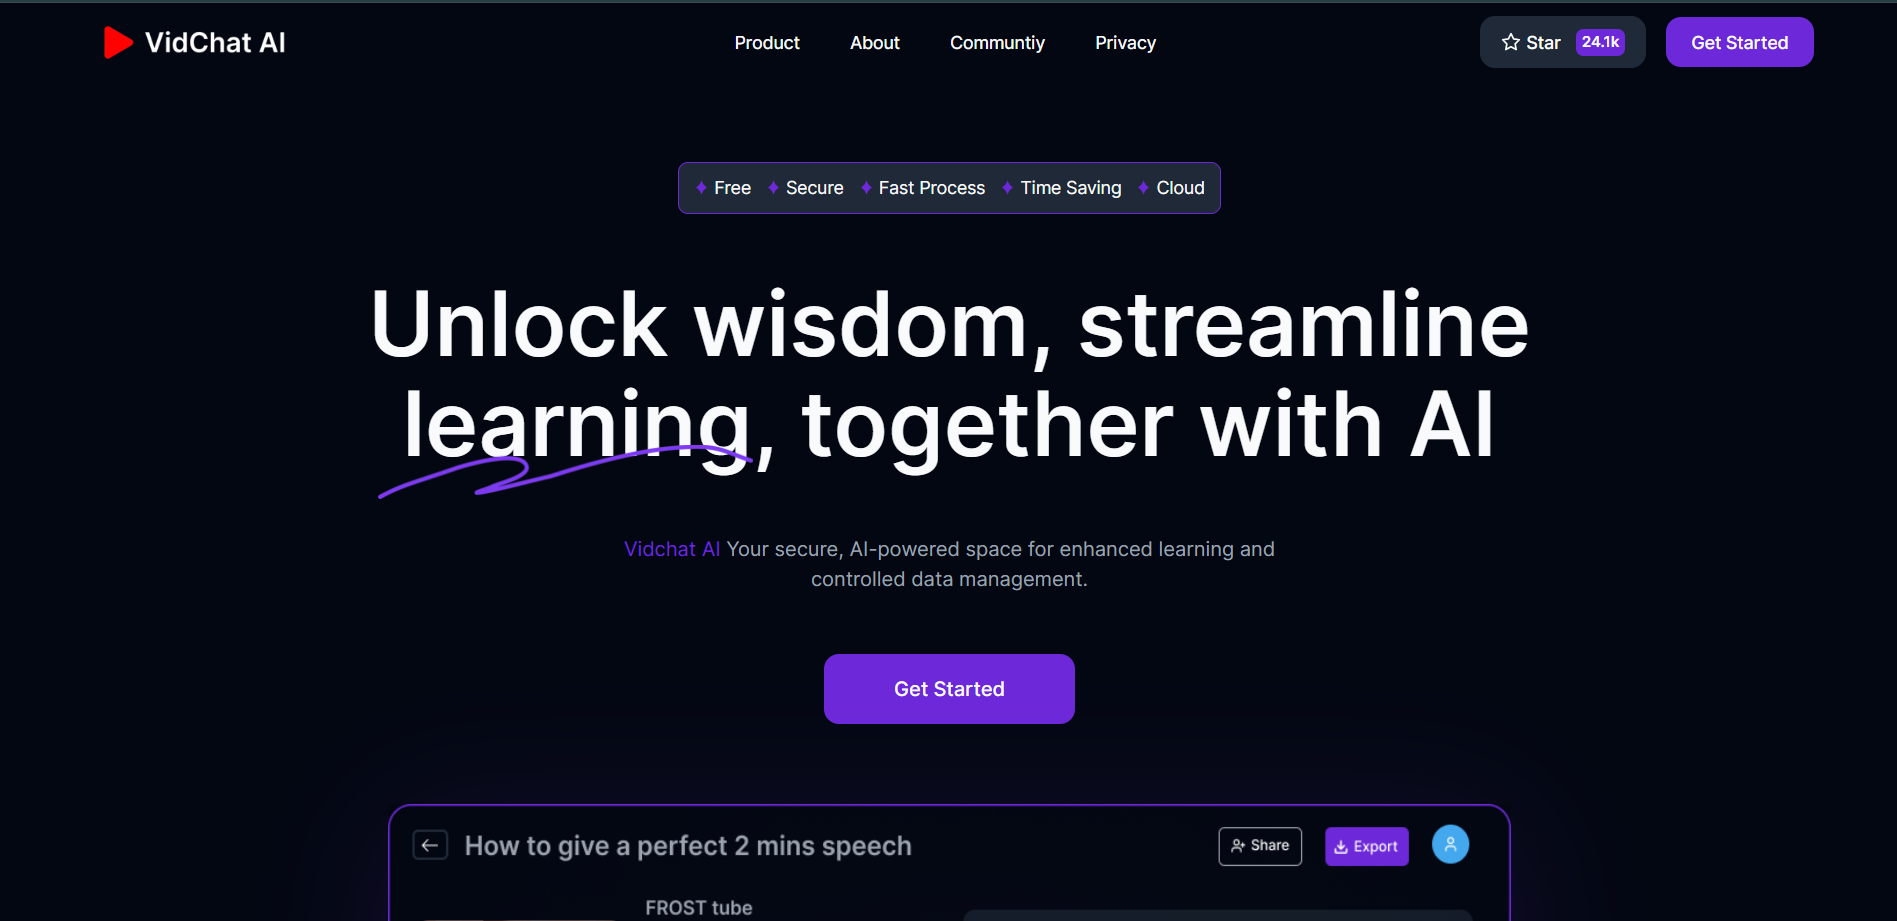 VidChat AI
Product About Communtiy Privacy
Star 24.1k
Get Started
Free Secure Fast Process Time Saving Cloud
Unlock wisdom, streamline
learning, together with AI
Vidchat AI Your secure, AI-powered space for enhanced learning and
controlled data management.
Get Started
How to give a perfect 2 mins speech
Share
Export
FROST tube